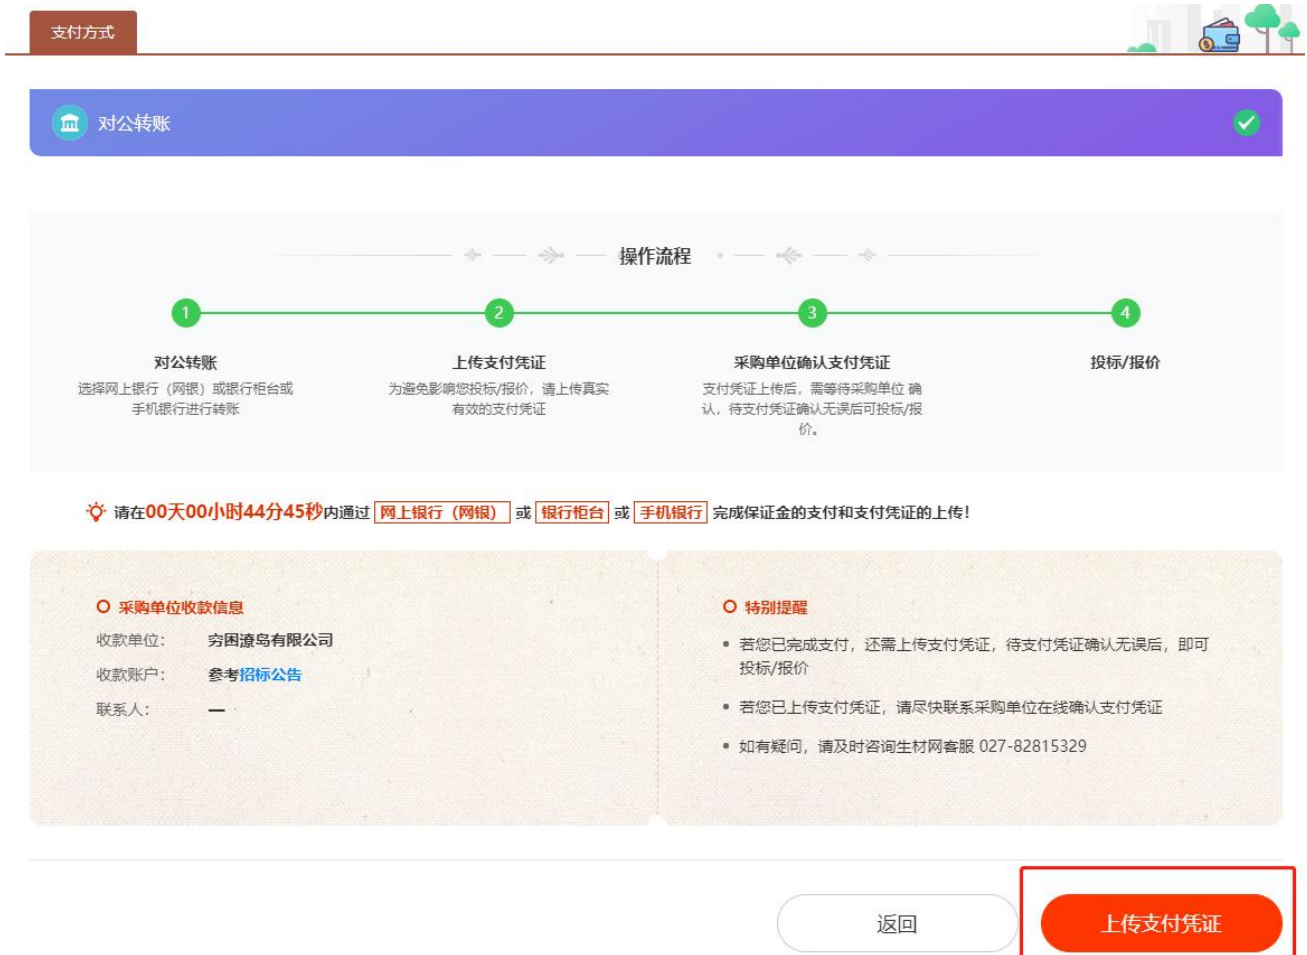 支付方式
对公转账
操作流程
1
2
3
4
对公转账
上传支付凭证
采购单位确认支付凭证
投标/报价
选择网上银行（网银）或银行柜台或
手机银行进行转账
为避免影响您投标/报价，请上传真实
有效的支付凭证
支付凭证上传后，需等待采购单位 确
认，待支付凭证确认无误后可投标/报
价。
请在00天00小时44分45秒内通过 网上银行（网银） 或 银行柜台 或 手机银行 完成保证金的支付和支付凭证的上传！
采购单位收款信息
收款单位： 穷困潦岛有限公司
收款账户： 参考招标公告
联系人： —
特别提醒
• 若您已完成支付，还需上传支付凭证，待支付凭证确认无误后，即可
投标/报价
• 若您已上传支付凭证，请尽快联系采购单位在线确认支付凭证
• 如有疑问，请及时咨询生材网客服 027-82815329
返回
上传支付凭证